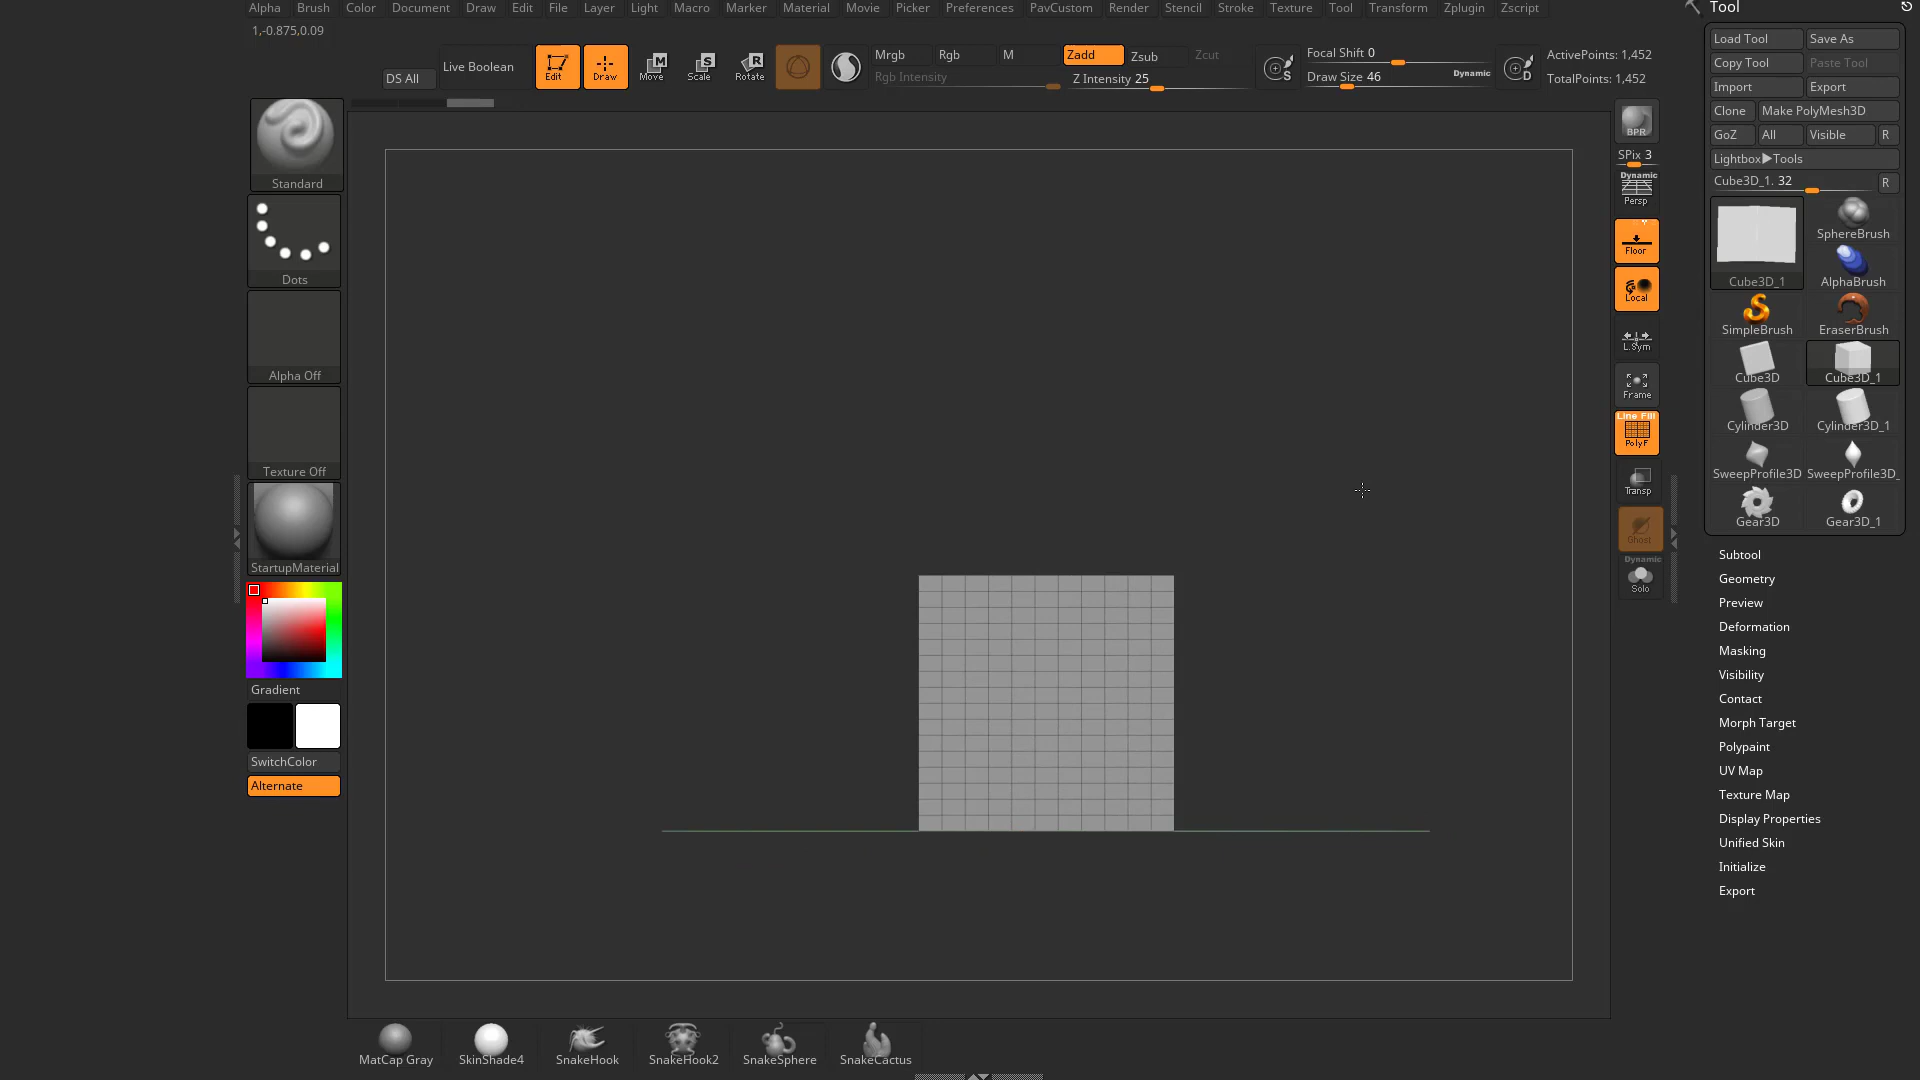 Alpha Brush Color Document Draw Edit File Layer Light Macro Marker Material Movie Picker Preferences PavCustom Render Stencil Stroke Texture Tool Transform Zplugin Zscript
Tool
1,-0.875,0.09
DS All
Live Boolean
Edit
Draw
Move
Scale
Rotate
Mrgb
Rgb
M
Rgb Intensity
Zadd
Zsub
Zcut
Z Intensity 25
Focal Shift 0
Draw Size 46
Dynamic
ActivePoints: 1,452
TotalPoints: 1,452
Standard
Dots
Alpha Off
Texture Off
StartupMaterial
Gradient
SwitchColor
Alternate
BPR
SPix 3
Dynamic
Persp
Floor
Local
L.Sym
Frame
Line Fill
PolyF
Transp
Ghost
Dynamic
Solo
Load Tool
Save As
Copy Tool
Paste Tool
Import
Export
Clone
Make PolyMesh3D
GoZ
All
Visible
R
Lightbox▶Tools
Cube3D_1. 32
R
Cube3D_1
SphereBrush
AlphaBrush
SimpleBrush
EraserBrush
Cube3D
Cube3D_1
Cylinder3D
Cylinder3D_1
SweepProfile3D
SweepProfile3D_
Gear3D
Gear3D_1
Subtool
Geometry
Preview
Deformation
Masking
Visibility
Contact
Morph Target
Polypaint
UV Map
Texture Map
Display Properties
Unified Skin
Initialize
Export
MatCap Gray
SkinShade4
SnakeHook
SnakeHook2
SnakeSphere
SnakeCactus